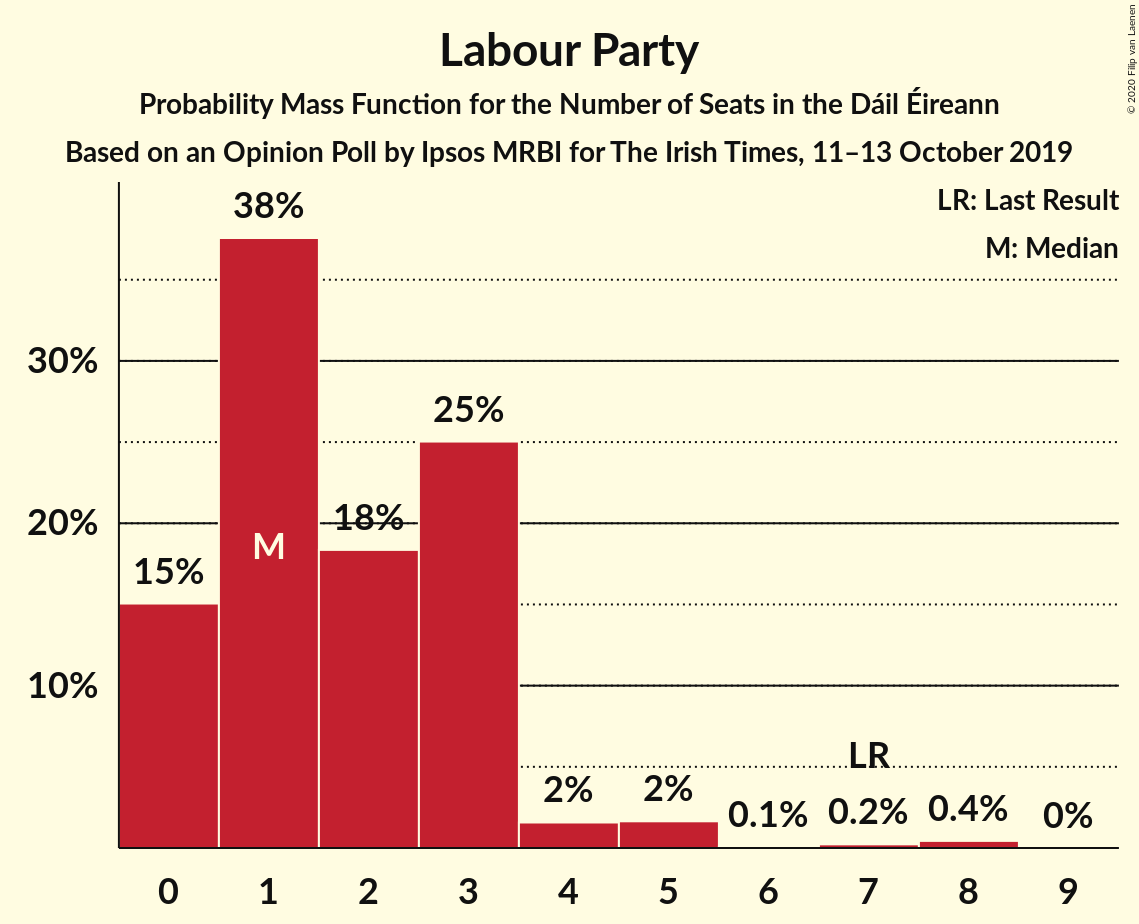 © 2020 Filip van Laenen
Labour Party
Probability Mass Function for the Number of Seats in the Dáil Éireann
Based on an Opinion Poll by Ipsos MRBI for The Irish Times, 11–13 October 2019
LR: Last Result
M: Median
38%
30%
25%
20%
18%
M
15%
10%
LR
2%
2%
0.1%
0.2%
0.4%
0%
0 1 2 3 4 5 6 7 8 9